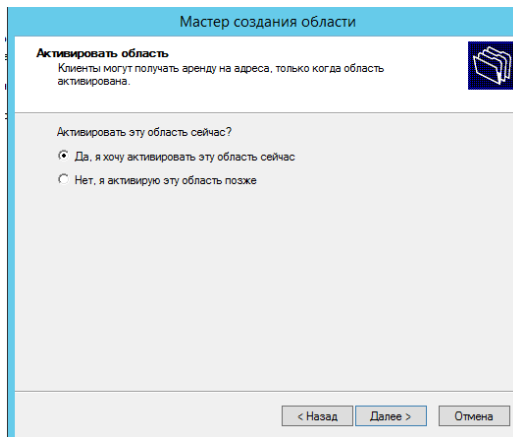 Мастер создания области
Активировать область
Клиенты могут получать аренду на адреса, только когда область
активирована.
Активировать эту область сейчас?
Да, я хочу активировать эту область сейчас
Нет, я активирую эту область позже
< Назад
Далее >
Отмена